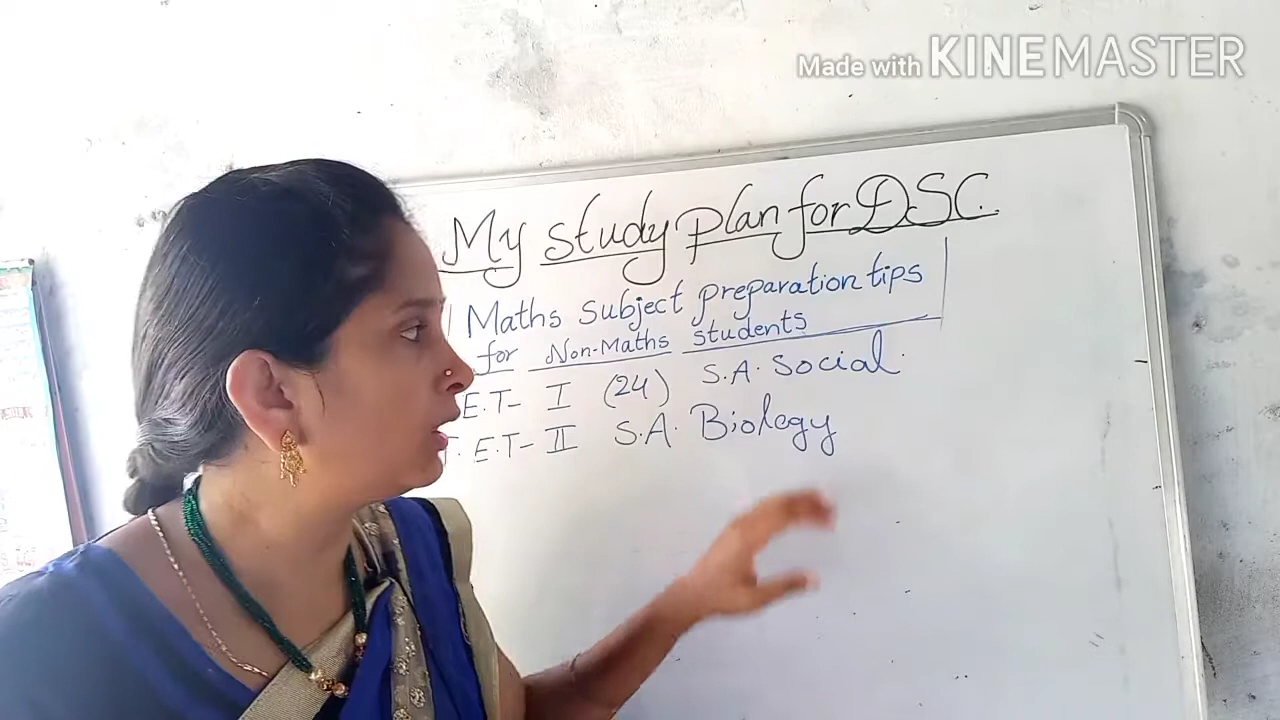 Made with KINEMASTER
My study plan for DSC.
Maths subject preparation tips
for Non-Maths students
E.T- I (24) S.A. Social.
T. E.T- II S.A. Biology